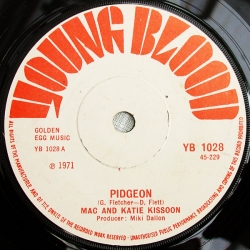 YOUNG BLOOD
GOLDEN
EGG MUSIC
YB 1028 A
YB 1028
45-229
℗ 1971
PIDGEON
(G. Fletcher—D. Flett)
MAC AND KATIE KISSOON
Producer: Miki Dallon
ALL RIGHTS OF THE MANUFACTURER, AND OF THE OWNER OF THE RECORDED WORK RESERVED - UNAUTHORISED PUBLIC PERFORMANCE, BROADCASTING AND COPYING OF THIS RECORD PROHIBITED